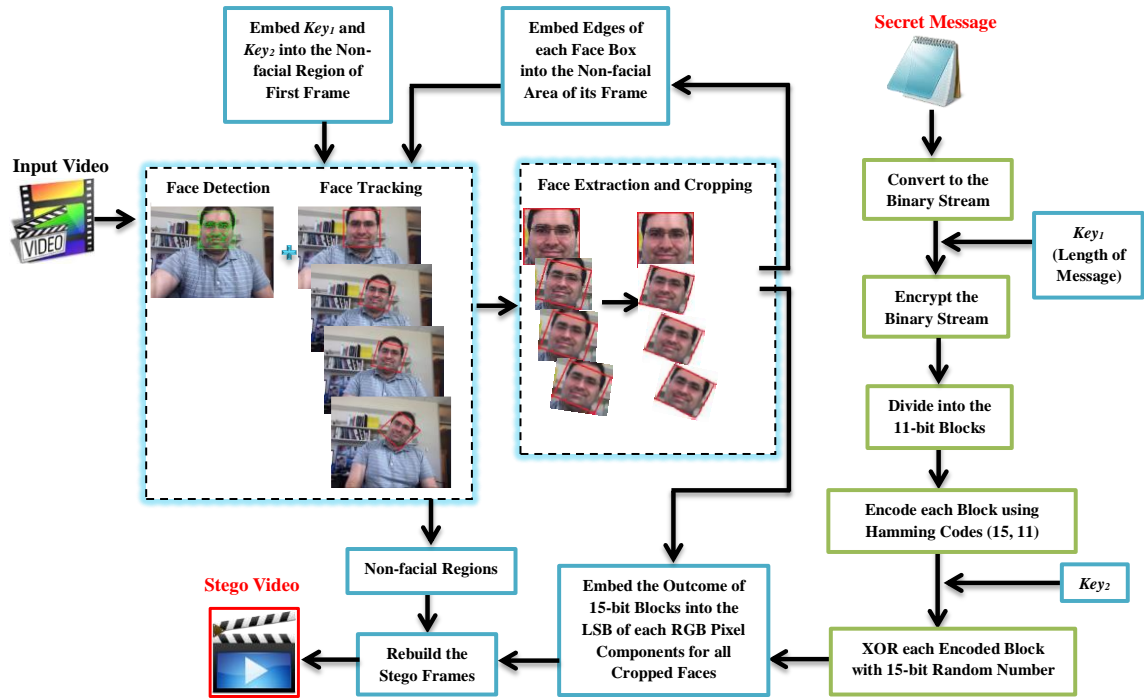 Embed Key1 and
Key2 into the Non-
facial Region of
First Frame
Embed Edges of
each Face Box
into the Non-facial
Area of its Frame
Secret Message
Input Video
VIDEO
Face Detection
Face Tracking
Face Extraction and Cropping
Convert to the
Binary Stream
Key1
(Length of
Message)
Encrypt the
Binary Stream
Divide into the
11-bit Blocks
Encode each Block using
Hamming Codes (15, 11)
Key2
XOR each Encoded Block
with 15-bit Random Number
Embed the Outcome of
15-bit Blocks into the
LSB of each RGB Pixel
Components for all
Cropped Faces
Non-facial Regions
Rebuild the
Stego Frames
Stego Video